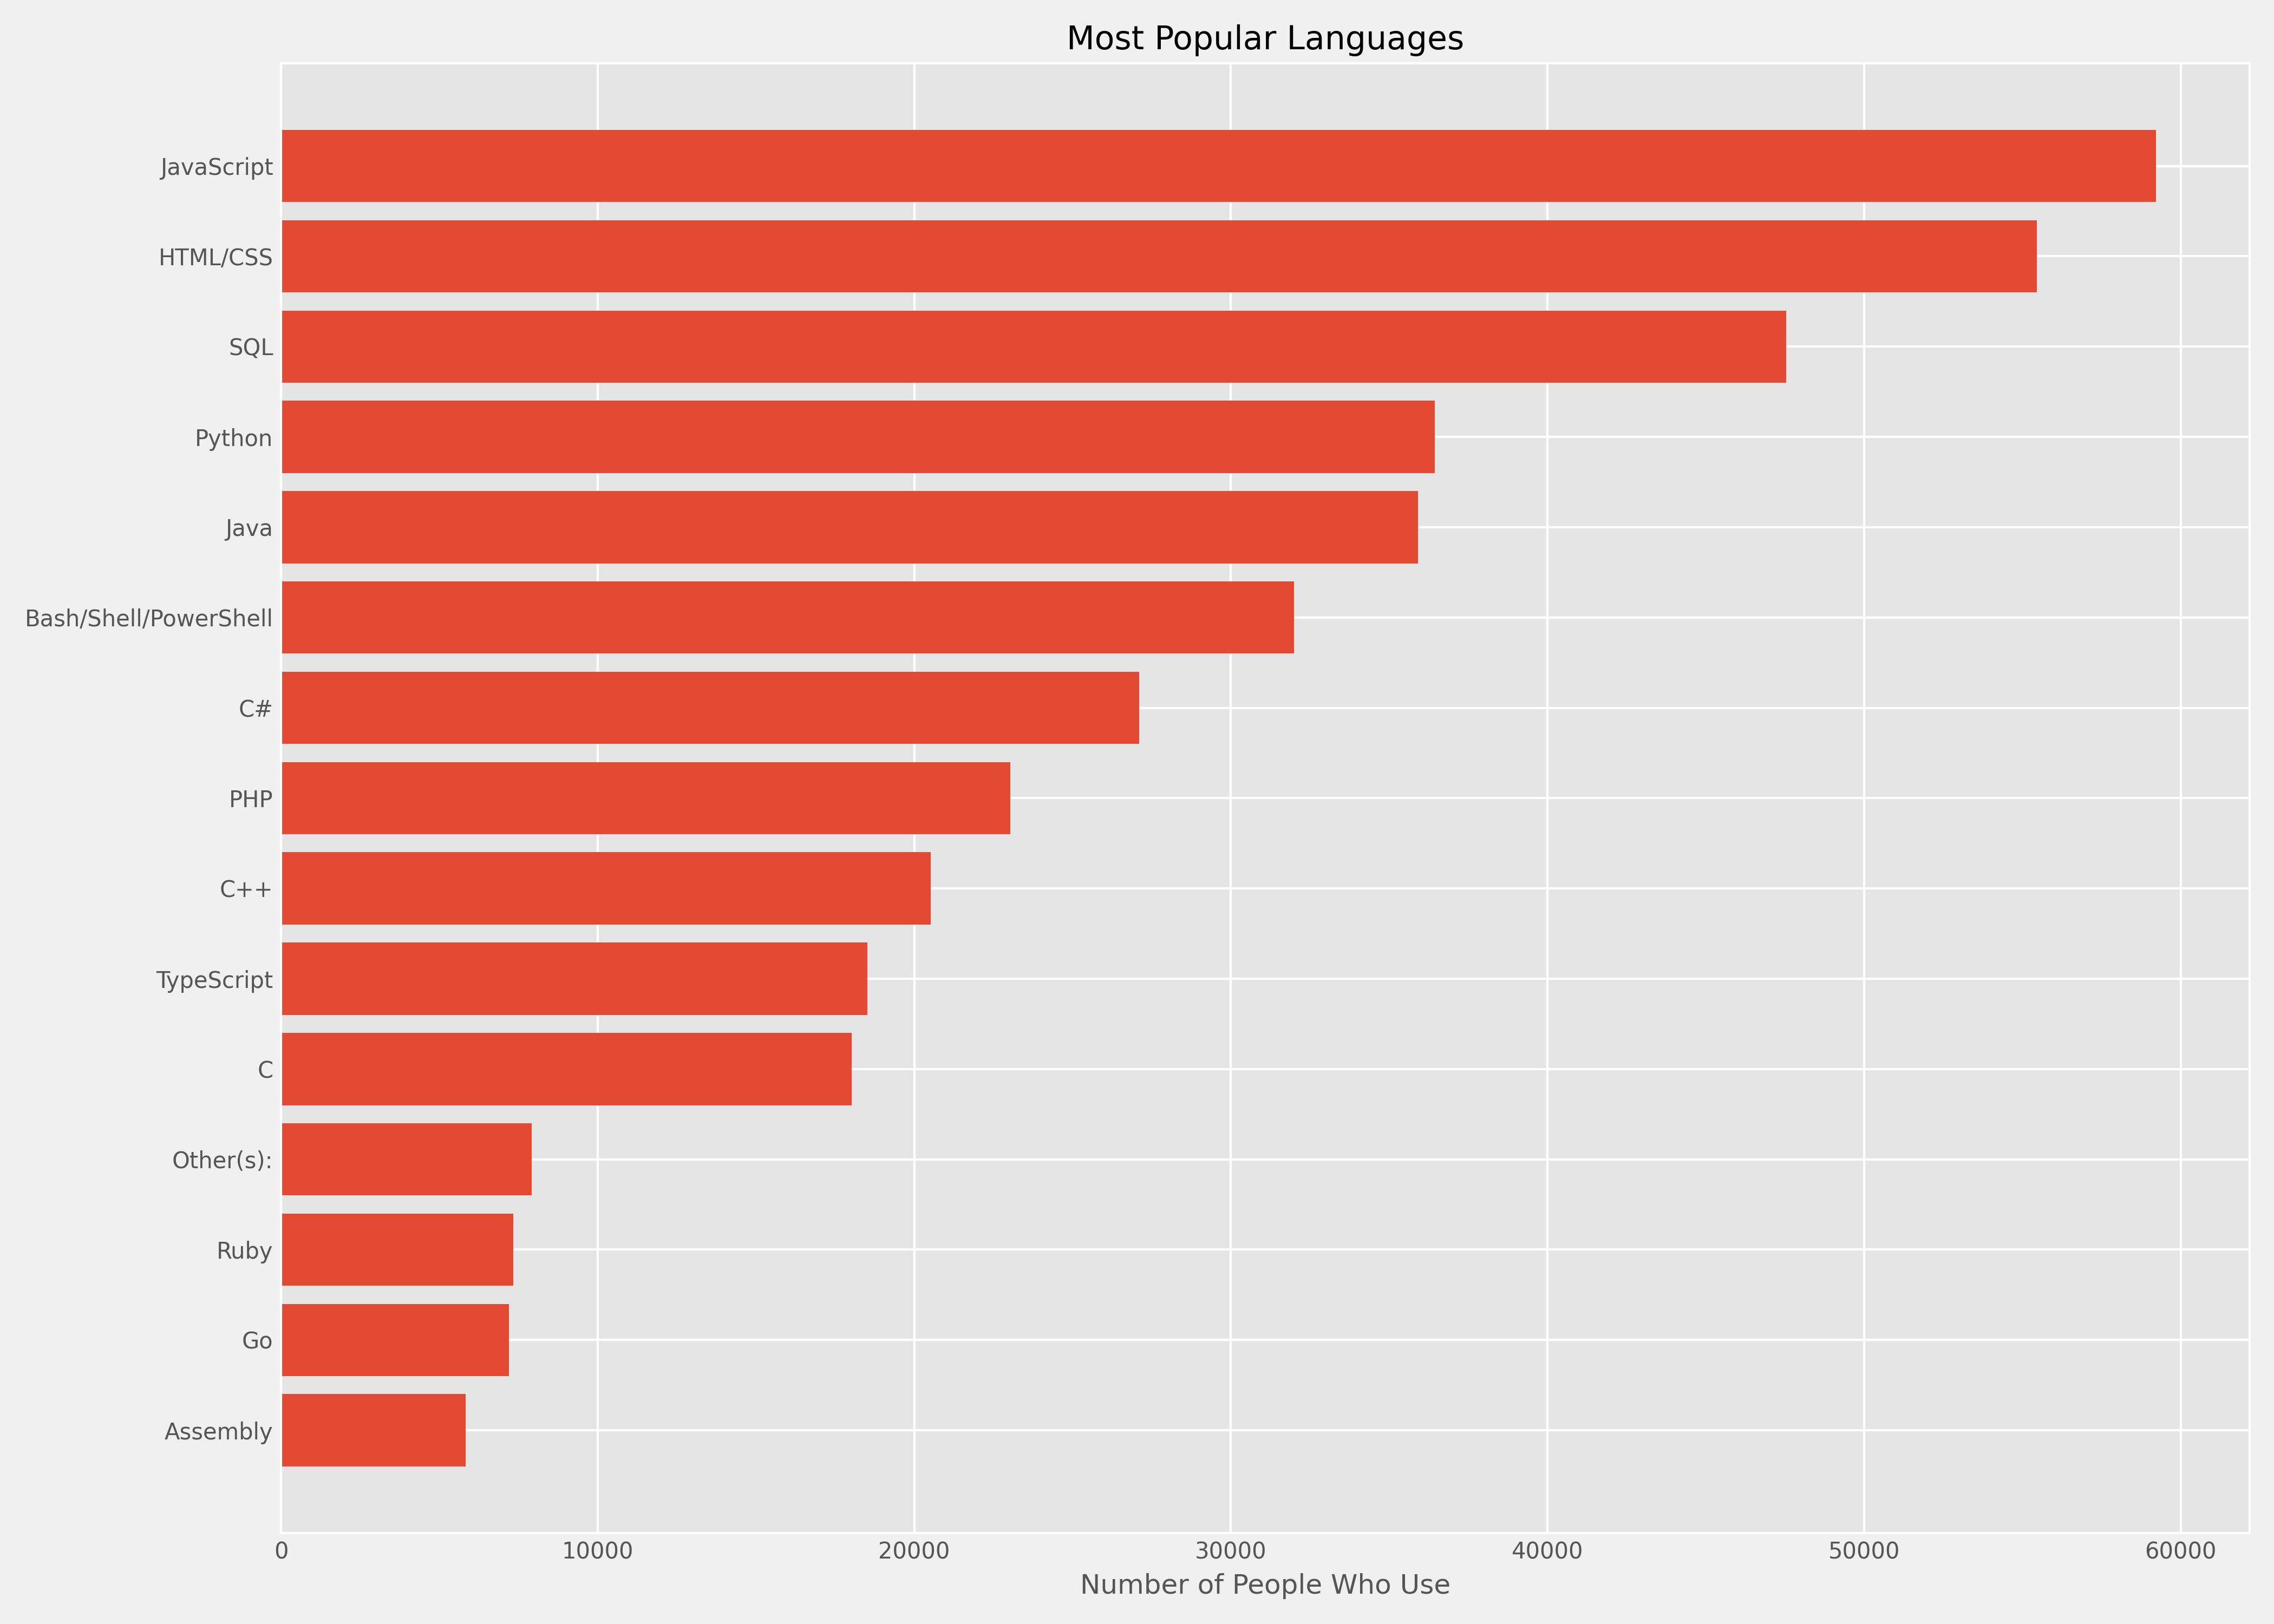 Most Popular Languages
JavaScript
HTML/CSS
SQL
Python
Java
Bash/Shell/PowerShell
C#
PHP
C++
TypeScript
C
Other(s):
Ruby
Go
Assembly
0 10000 20000 30000 40000 50000 60000
Number of People Who Use